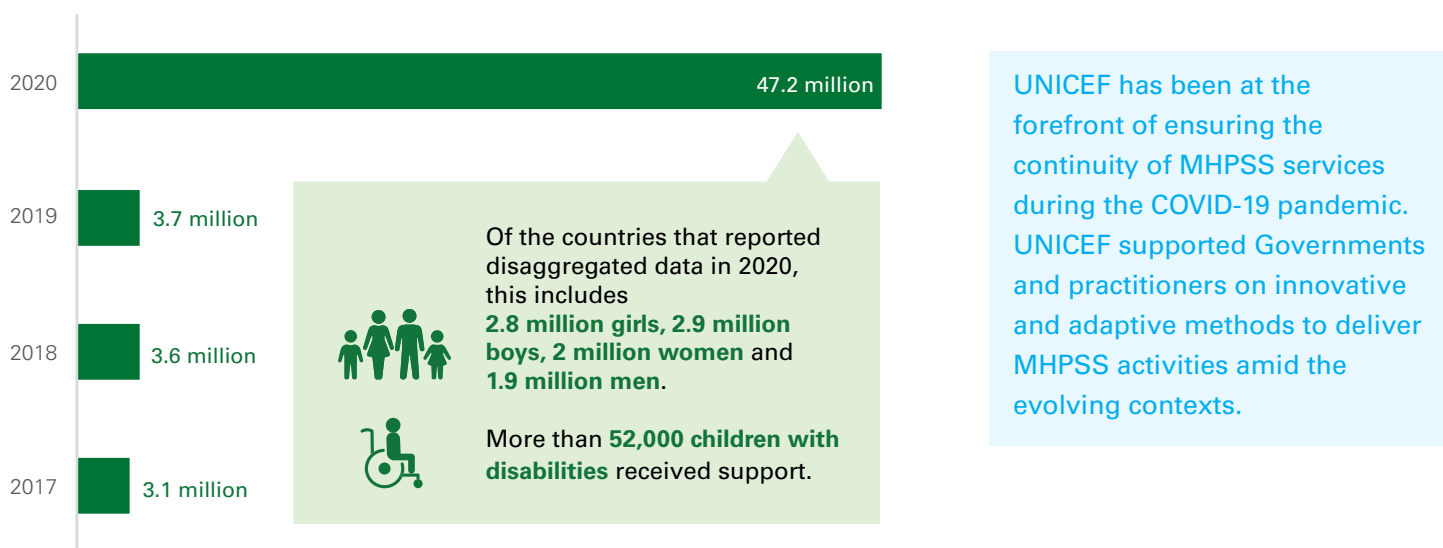 2020
47.2 million
2019
3.7 million
2018
3.6 million
2017
3.1 million
Of the countries that reported
disaggregated data in 2020,
this includes
2.8 million girls, 2.9 million
boys, 2 million women and
1.9 million men.
More than 52,000 children with
disabilities received support.
UNICEF has been at the
forefront of ensuring the
continuity of MHPSS services
during the COVID-19 pandemic.
UNICEF supported Governments
and practitioners on innovative
and adaptive methods to deliver
MHPSS activities amid the
evolving contexts.